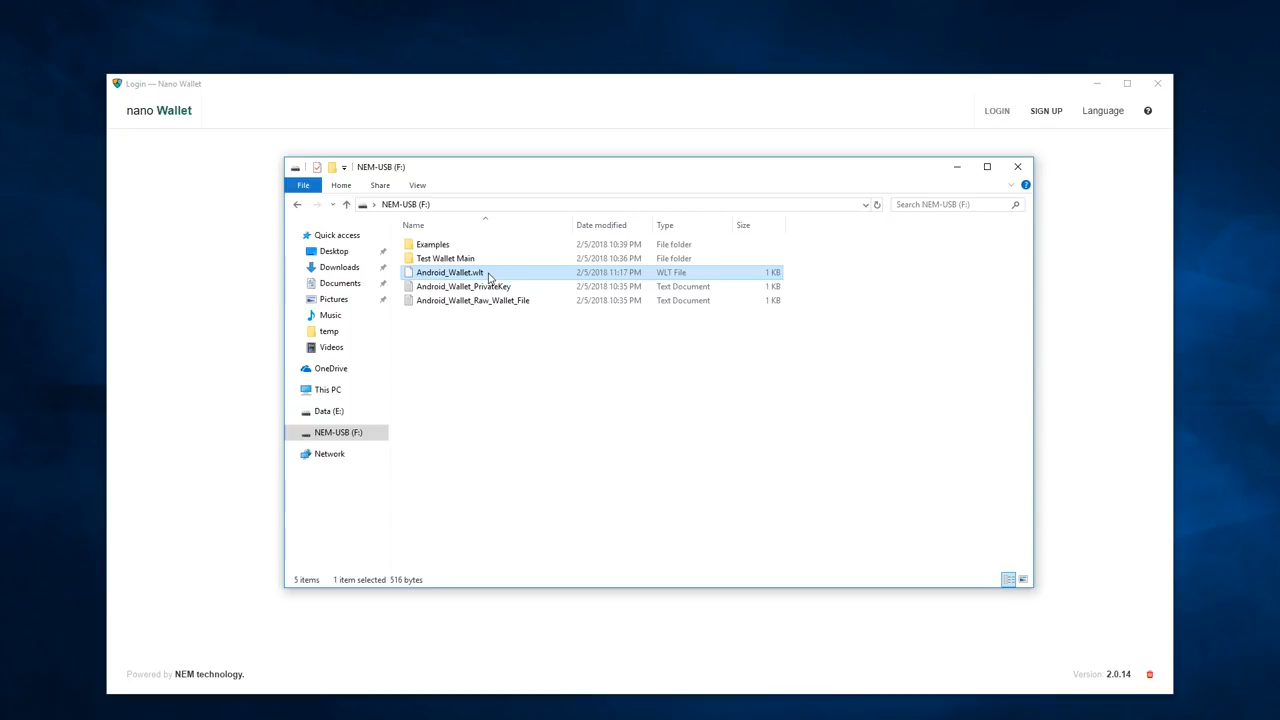 Login — Nano Wallet
nano Wallet
LOGIN SIGN UP Language
NEM-USB (F:)
File Home Share View
NEM-USB (F:)
Search NEM-USB (F:)
Name Date modified Type Size
Quick access
Desktop
Downloads
Documents
Pictures
Music
temp
Videos
OneDrive
This PC
Data (E:)
NEM-USB (F:)
Network
Examples 2/5/2018 10:39 PM File folder
Test Wallet Main 2/5/2018 10:36 PM File folder
Android_Wallet.wlt 2/5/2018 11:17 PM WLT File 1 KB
Android_Wallet_PrivateKey 2/5/2018 10:35 PM Text Document 1 KB
Android_Wallet_Raw_Wallet_File 2/5/2018 10:35 PM Text Document 1 KB
5 items 1 item selected 516 bytes
Powered by NEM technology.
Version: 2.0.14